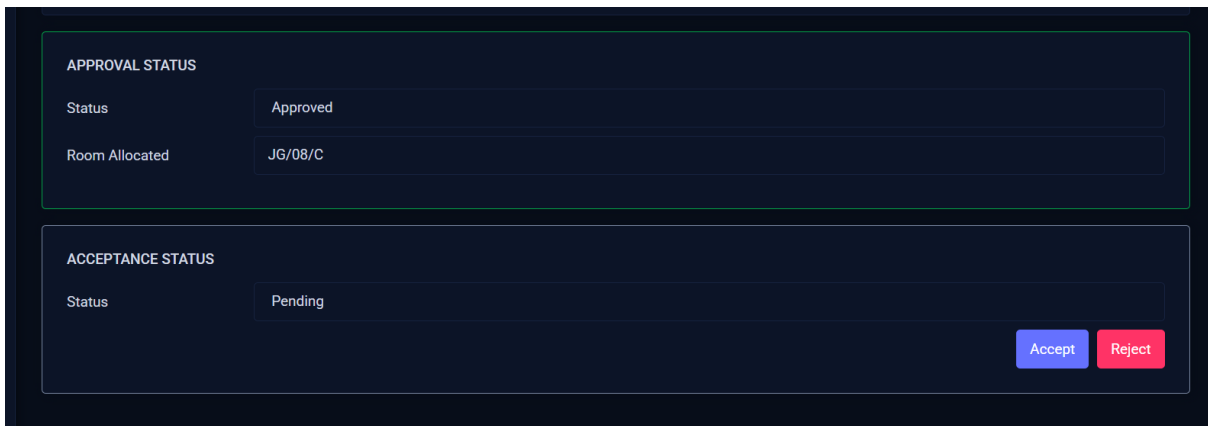 APPROVAL STATUS
Status Approved
Room Allocated JG/08/C
ACCEPTANCE STATUS
Status Pending
Accept Reject